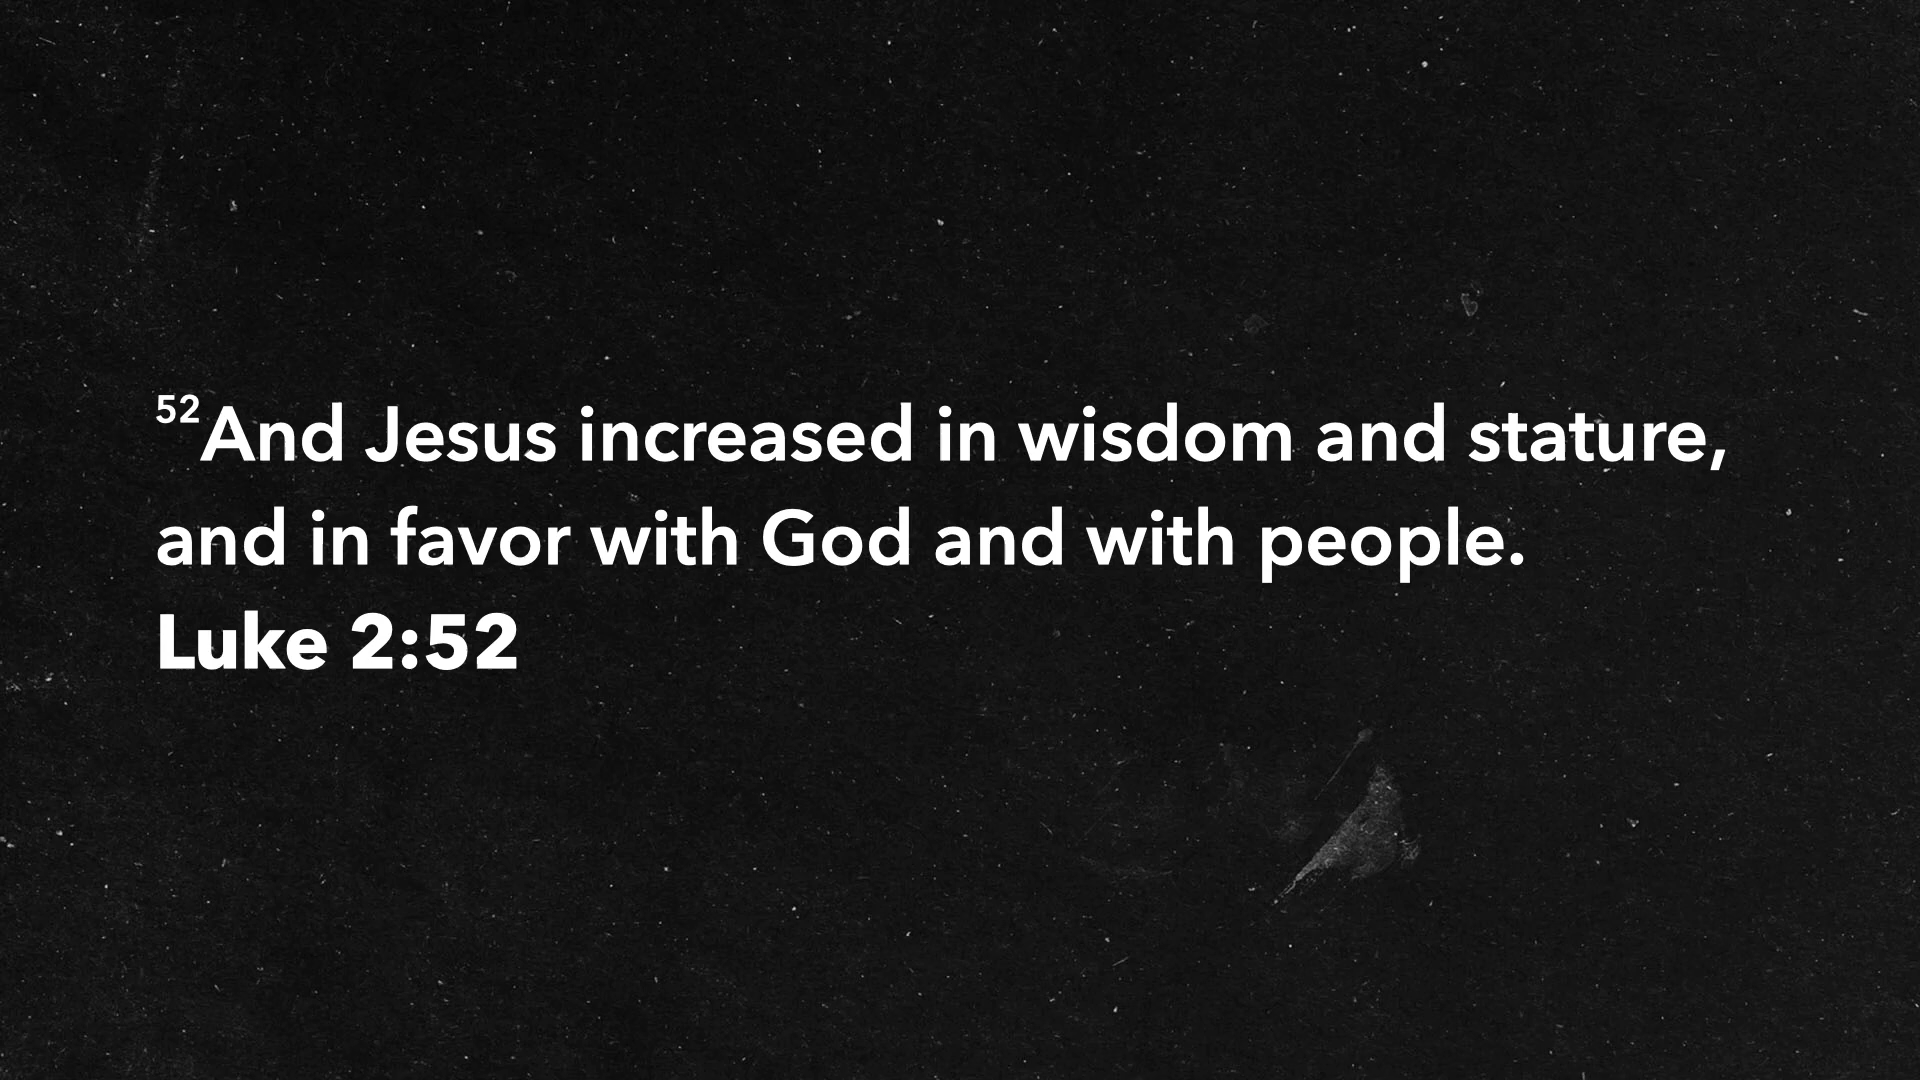 52And Jesus increased in wisdom and stature,
and in favor with God and with people.
Luke 2:52